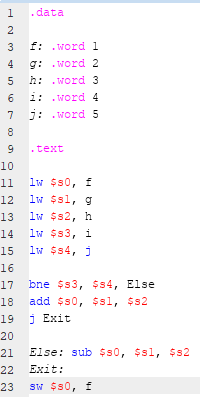 1 .data
2
3 f: .word 1
4 g: .word 2
5 h: .word 3
6 i: .word 4
7 j: .word 5
8
9 .text
10
11 lw $s0, f
12 lw $s1, g
13 lw $s2, h
14 lw $s3, i
15 lw $s4, j
16
17 bne $s3, $s4, Else
18 add $s0, $s1, $s2
19 j Exit
20
21 Else: sub $s0, $s1, $s2
22 Exit:
23 sw $s0, f